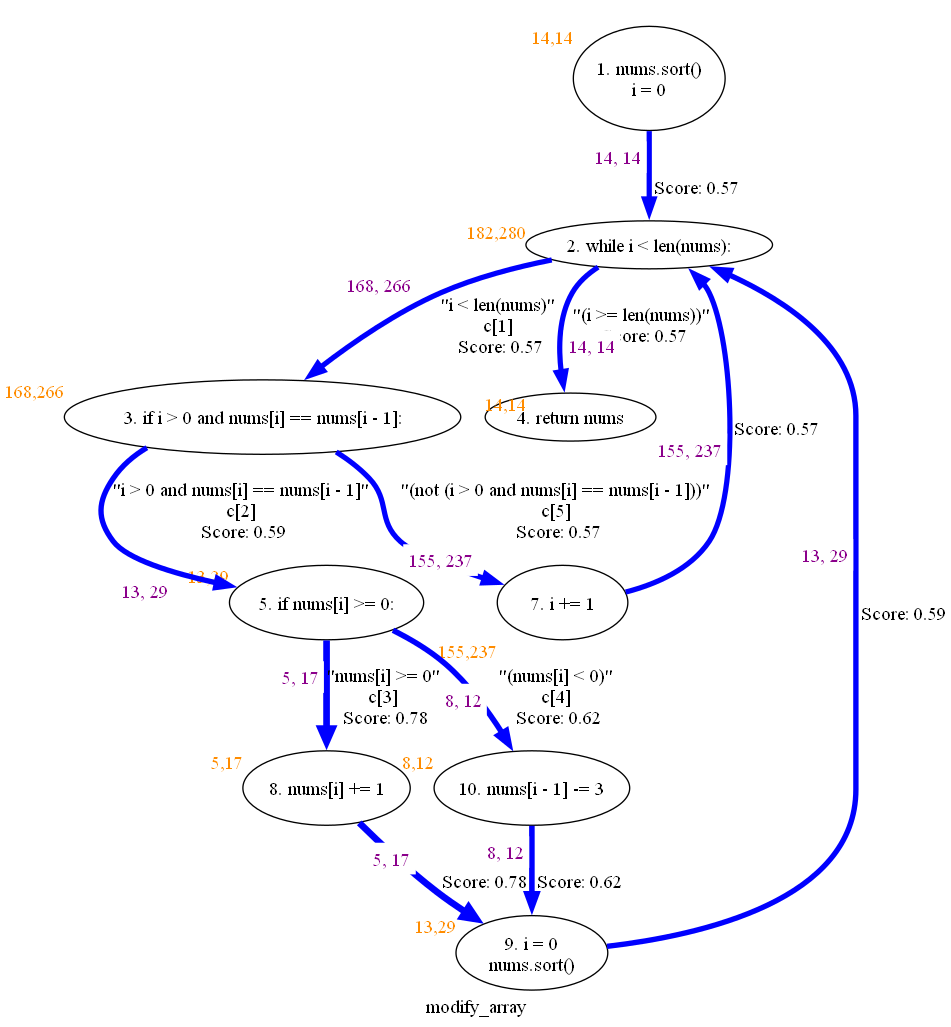 14,14
1. nums.sort()
i = 0
14, 14
Score: 0.57
182,280
2. while i < len(nums):
168, 266
"i < len(nums)"
c[1]
Score: 0.57
"(i >= len(nums))"
core: 0.57
14, 14
168,266
3. if i > 0 and nums[i] == nums[i - 1]:
14,14
4. return nums
Score: 0.57
155, 237
"i > 0 and nums[i] == nums[i - 1]"
c[2]
Score: 0.59
"(not (i > 0 and nums[i] == nums[i - 1]))"
c[5]
Score: 0.57
13, 29
155, 237
13, 29
13,29
5. if nums[i] >= 0:
7. i += 1
Score: 0.59
155,237
5, 17
"nums[i] >= 0"
c[3]
Score: 0.78
8, 12
"(nums[i] < 0)"
c[4]
Score: 0.62
5,17
8. nums[i] += 1
8,12
10. nums[i - 1] -= 3
5, 17
Score: 0.78
8, 12
Score: 0.62
13,29
9. i = 0
nums.sort()
modify_array